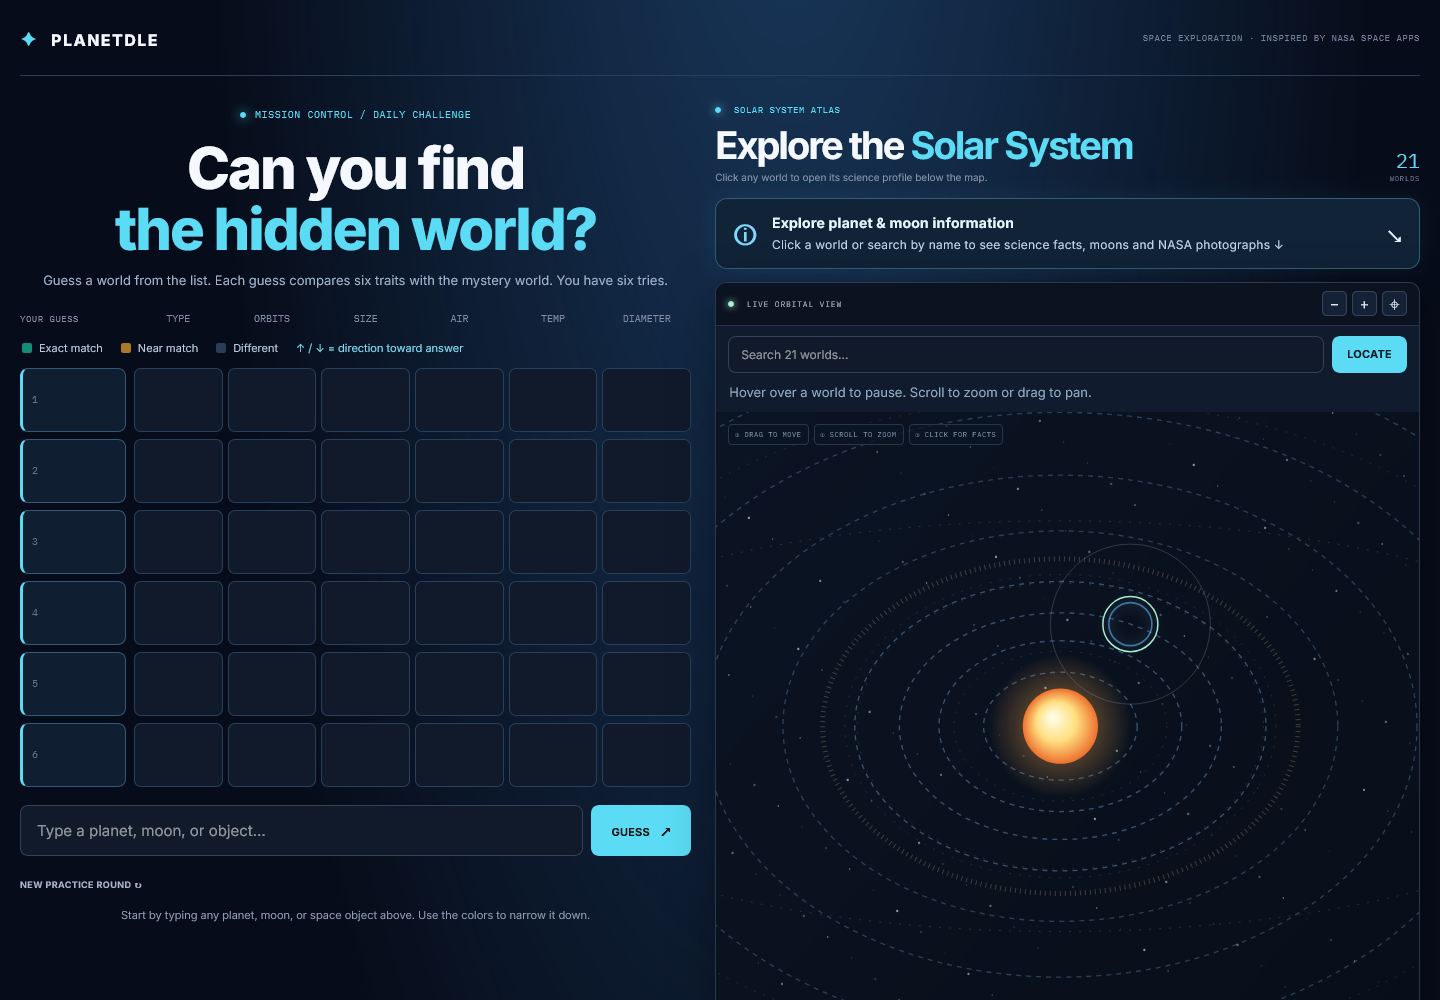 PLANETDLE
SPACE EXPLORATION · INSPIRED BY NASA SPACE APPS
MISSION CONTROL / DAILY CHALLENGE
Can you find
the hidden world?
Guess a world from the list. Each guess compares six traits with the mystery world. You have six tries.
YOUR GUESS TYPE ORBITS SIZE AIR TEMP DIAMETER
Exact match Near match Different ↑ / ↓ = direction toward answer
1
2
3
4
5
6
Type a planet, moon, or object...
GUESS ↗
NEW PRACTICE ROUND ↻
Start by typing any planet, moon, or space object above. Use the colors to narrow it down.
SOLAR SYSTEM ATLAS
Explore the Solar System
Click any world to open its science profile below the map.
21
WORLDS
Explore planet & moon information
Click a world or search by name to see science facts, moons and NASA photographs ↓
↘
LIVE ORBITAL VIEW
− + ⌖
Search 21 worlds...
LOCATE
Hover over a world to pause. Scroll to zoom or drag to pan.
① DRAG TO MOVE ② SCROLL TO ZOOM ③ CLICK FOR FACTS